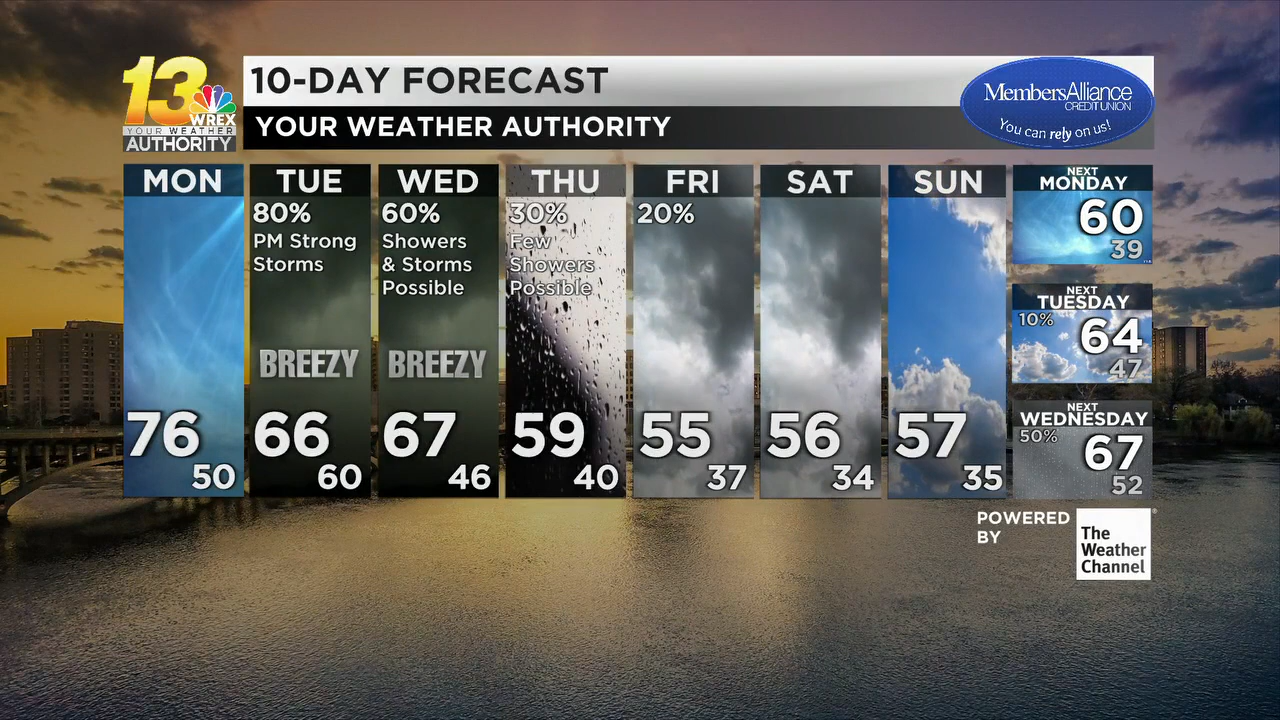 13
WREX
YOUR WEATHER
AUTHORITY
10-DAY FORECAST
YOUR WEATHER AUTHORITY
MembersAlliance
CREDIT UNION
You can rely on us!
MON
76
50
TUE
80%
PM Strong
Storms
BREEZY
66
60
WED
60%
Showers
& Storms
Possible
BREEZY
67
46
THU
30%
Few
Showers
Possible
59
40
FRI
20%
55
37
SAT
56
34
SUN
57
35
NEXT
MONDAY
60
39
NEXT
TUESDAY
10%
64
47
NEXT
WEDNESDAY
50%
67
52
POWERED
BY
The
Weather
Channel
®